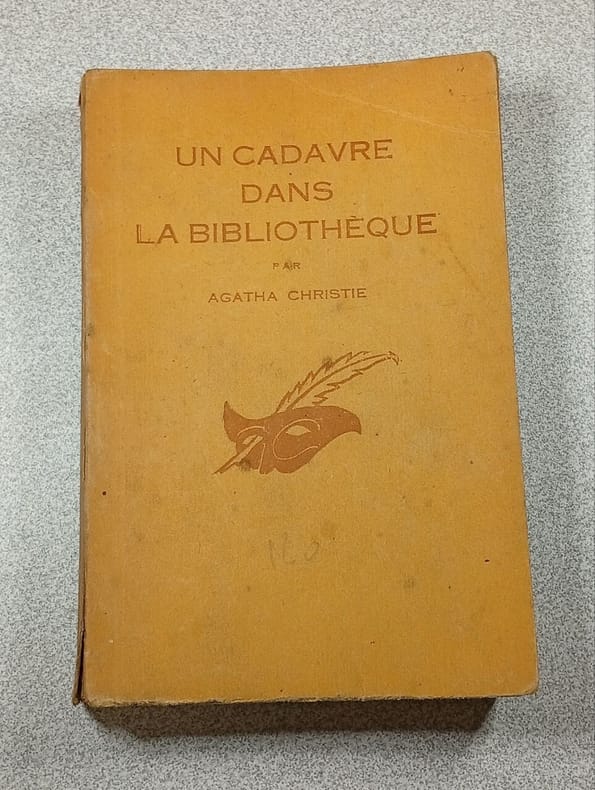 UN CADAVRE
DANS
LA BIBLIOTHÈQUE
PAR
AGATHA CHRISTIE